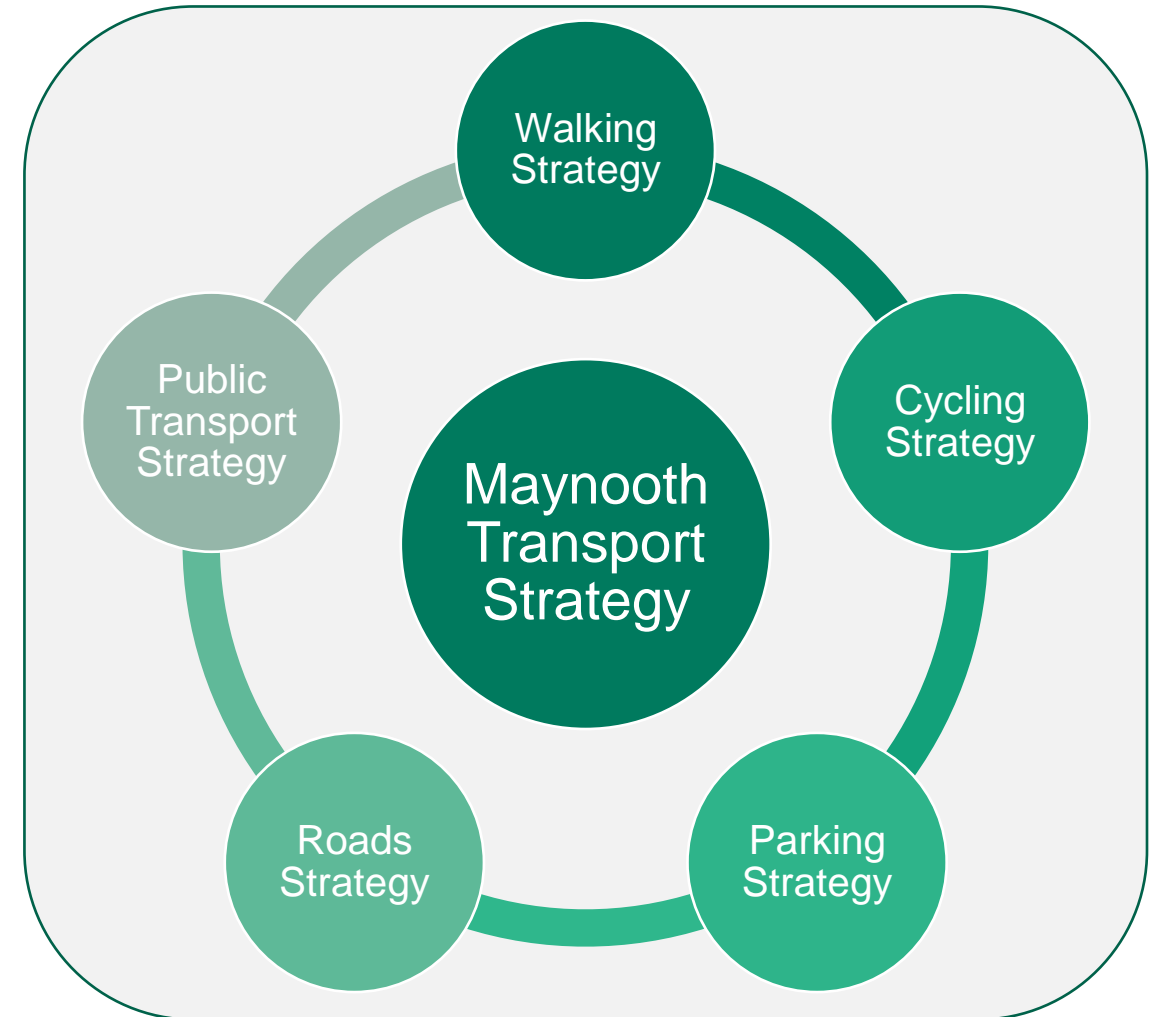 Walking
Strategy
Cycling
Strategy
Parking
Strategy
Roads
Strategy
Public
Transport
Strategy
Maynooth
Transport
Strategy